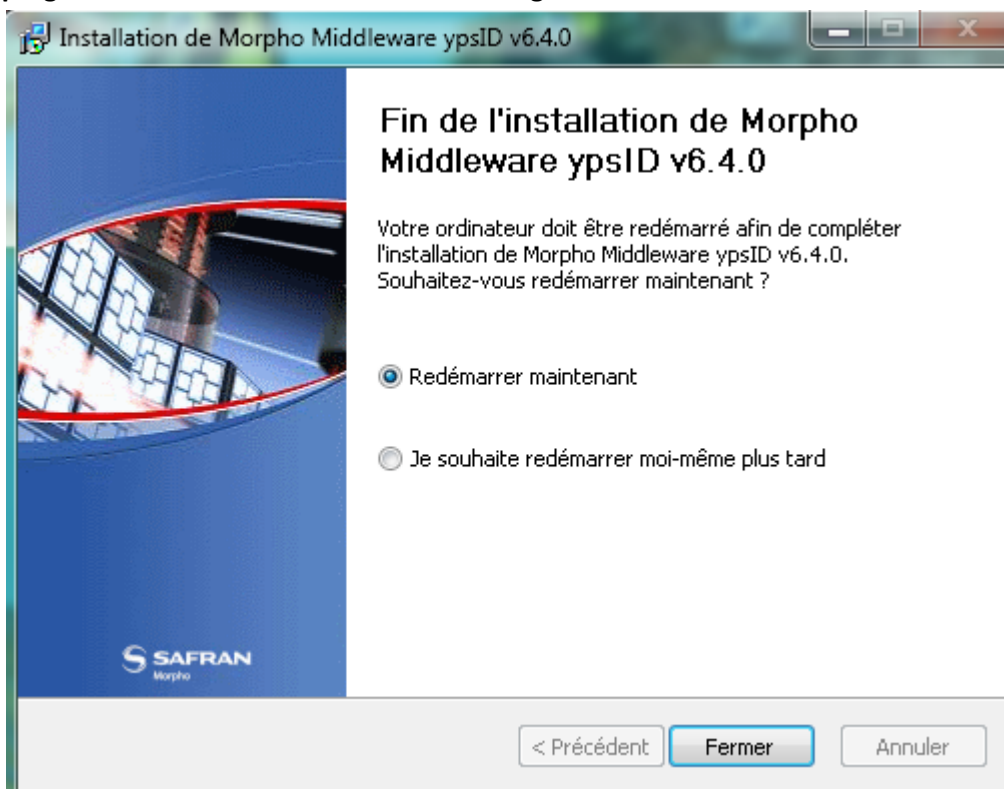 Installation de Morpho Middleware ypsID v6.4.0
Fin de l'installation de Morpho
Middleware ypsID v6.4.0
Votre ordinateur doit être redémarré afin de compléter
l'installation de Morpho Middleware ypsID v6.4.0.
Souhaitez-vous redémarrer maintenant ?
Redémarrer maintenant
Je souhaite redémarrer moi-même plus tard
SAFRAN
Morpho
< Précédent
Fermer
Annuler